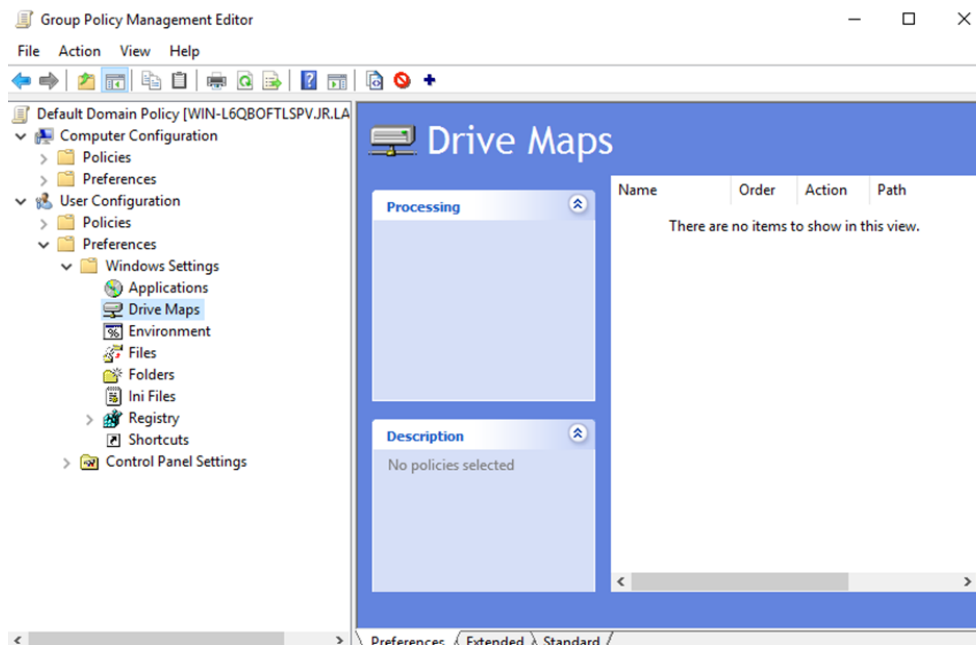 Group Policy Management Editor
File Action View Help
Default Domain Policy [WIN-L6QBOFTLSPV.JR.LA
Computer Configuration
Policies
Preferences
User Configuration
Policies
Preferences
Windows Settings
Applications
Drive Maps
Environment
Files
Folders
Ini Files
Registry
Shortcuts
Control Panel Settings
Drive Maps
Processing
Description
No policies selected
Name Order Action Path
There are no items to show in this view.
Preferences Extended Standard